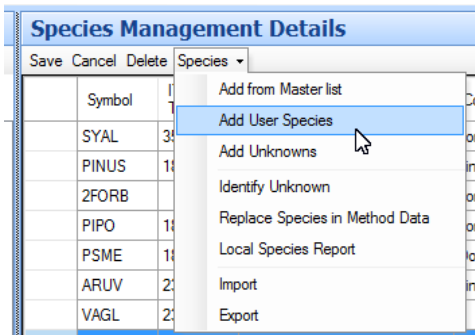 Species Management Details
Save Cancel Delete Species
Symbol
Add from Master list
SYAL
Add User Species
PINUS
Add Unknowns
2FORB
Identify Unknown
PIPO
Replace Species in Method Data
PSME
Local Species Report
ARUV
Import
VAGL
Export